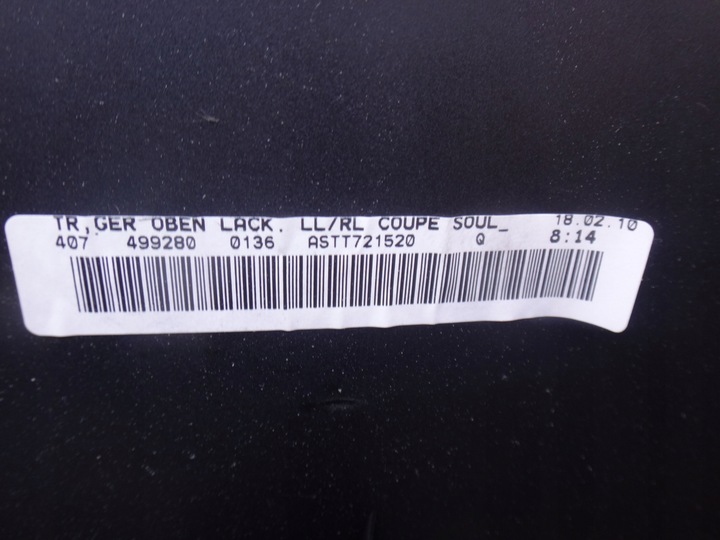 TR,GER OBEN LACK. LL/RL COUPE SOUL_ 18.02.10
407 499280 0136 ASTT721520 Q 8:14